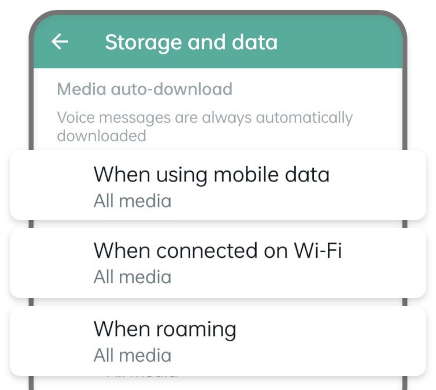 Storage and data
Media auto-download
Voice messages are always automatically
downloaded
When using mobile data
All media
When connected on Wi-Fi
All media
When roaming
All media